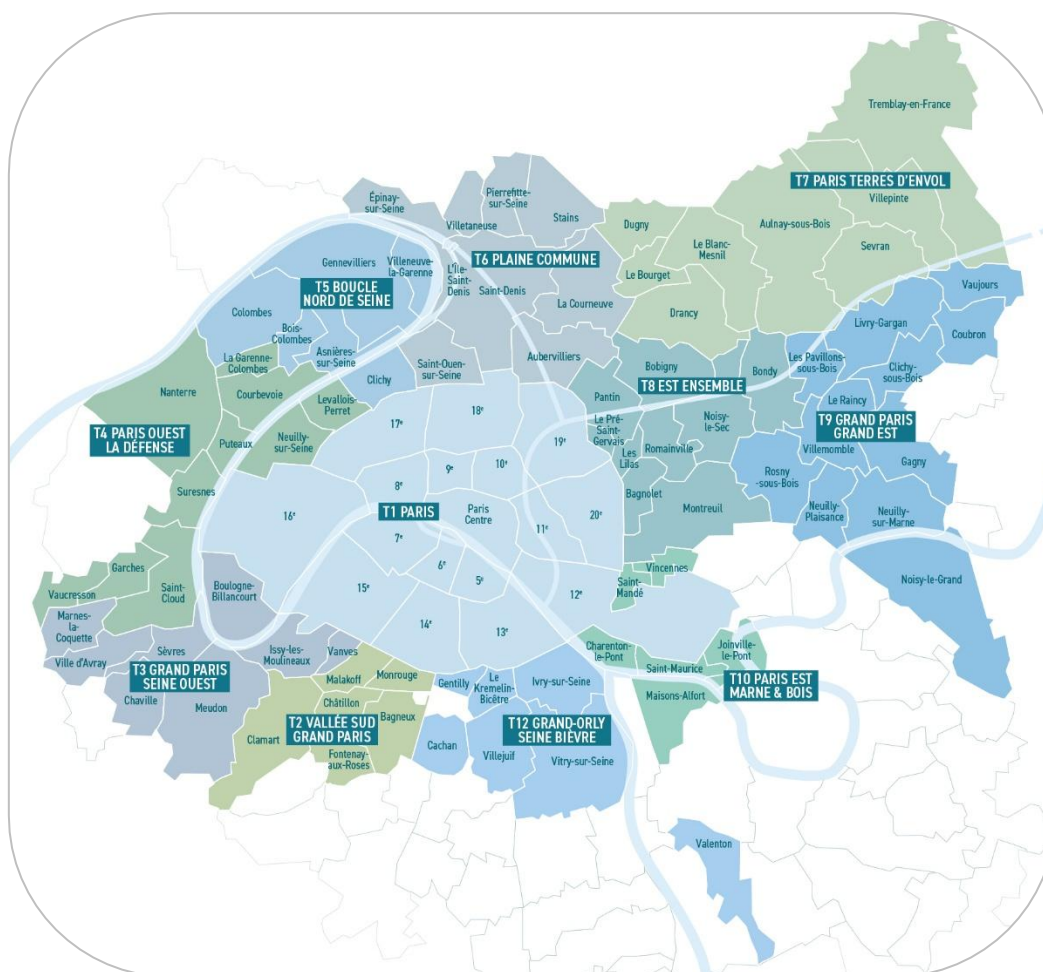 Tremblay-en-France
T7 PARIS TERRES D'ENVOL
Villepinte
Épinay-
sur-Seine
Pierrefitte-
sur-Seine
Villetaneuse
Stains
Dugny
Aulnay-sous-Bois
Le Blanc-
Mesnil
Sevran
Gennevilliers
Villeneuve-
la-Garenne
T6 PLAINE COMMUNE
L'Île-
Saint-
Denis
Saint-Denis
Le Bourget
T5 BOUCLE
NORD DE SEINE
La Courneuve
Drancy
Vaujours
Colombes
Livry-Gargan
Coubron
Bois-
Colombes
Asnières-
sur-Seine
La Garenne-
Colombes
Saint-Ouen-
sur-Seine
Aubervilliers
Bobigny
Bondy
Les Pavillons-
sous-Bois
Clichy-
sous-Bois
Nanterre
Courbevoie
Levallois-
Perret
Clichy
Pantin
T8 EST ENSEMBLE
Le Raincy
T4 PARIS OUEST
LA DÉFENSE
Puteaux
Neuilly-
sur-Seine
17e
18e
19e
Le Pré-
Saint-
Gervais
Noisy-
le-Sec
Romainville
T9 GRAND PARIS
GRAND EST
Villemomble
Les
Lilas
Gagny
Suresnes
8e
9e
10e
Rosny
-sous-Bois
16e
T1 PARIS
Paris
Centre
20e
Bagnolet
Montreuil
Neuilly-
Plaisance
Neuilly-
sur-Marne
7e
11e
Garches
Vaucresson
Saint-
Cloud
Boulogne-
Billancourt
6e
5e
15e
12e
Vincennes
Saint-
Mandé
Noisy-le-Grand
Marnes-
la-
Coquette
14e
13e
Sèvres
Ville d'Avray
Issy-les-
Moulineaux
Vanves
Charenton-
le-Pont
Saint-Maurice
Joinville-
le-Pont
T3 GRAND PARIS
SEINE OUEST
Malakoff
Monrouge
Gentilly
Le
Kremelin-
Bicêtre
Ivry-sur-Seine
Maisons-Alfort
T10 PARIS EST
MARNE & BOIS
Chaville
Meudon
Châtillon
T2 VALLÉE SUD
GRAND PARIS
Bagneux
T12 GRAND-ORLY
SEINE BIÈVRE
Clamart
Fontenay-
aux-Roses
Cachan
Villejuif
Vitry-sur-Seine
Valenton